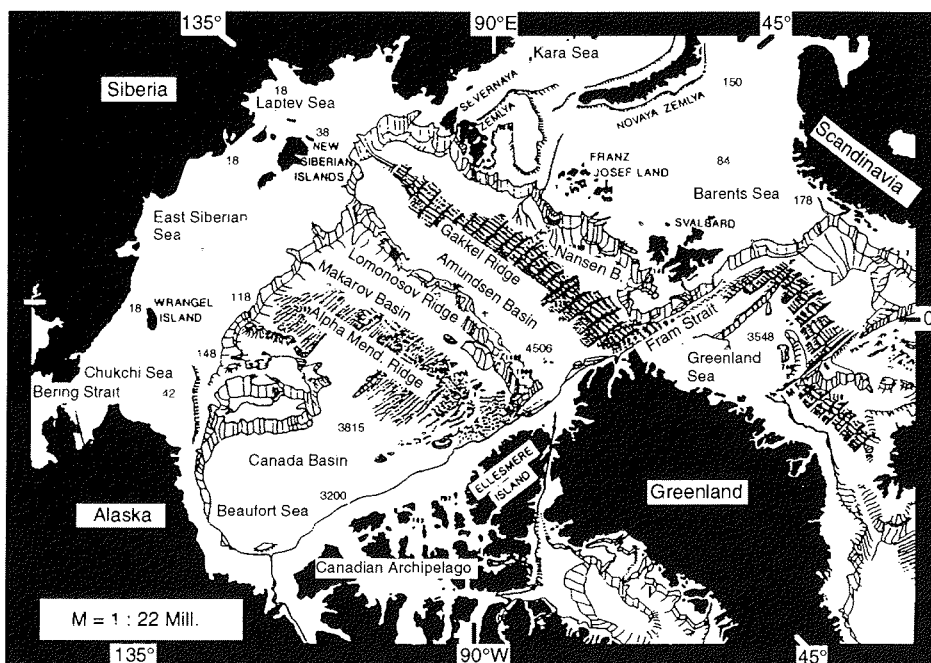 135°
90°E
45°
Kara Sea
Siberia
18
Laptev Sea
SEVERNAYA
ZEMLYA
150
NOVAYA ZEMLYA
38
NEW
SIBERIAN
ISLANDS
18
FRANZ
JOSEF LAND
84
Scandinavia
Barents Sea
178
East Siberian
Sea
SVALBARD
Gakkel Ridge
Nansen B.
Amundsen Basin
Lomonosov Ridge
Makarov Basin
Alpha Mend. Ridge
118
18
WRANGEL
ISLAND
Fram Strait
0
4506
3548
148
Greenland
Sea
Chukchi Sea
Bering Strait
42
3815
Canada Basin
ELLESMERE
ISLAND
3200
Greenland
Alaska
Beaufort Sea
Canadian Archipelago
M = 1 : 22 Mill.
135°
90°W
45°